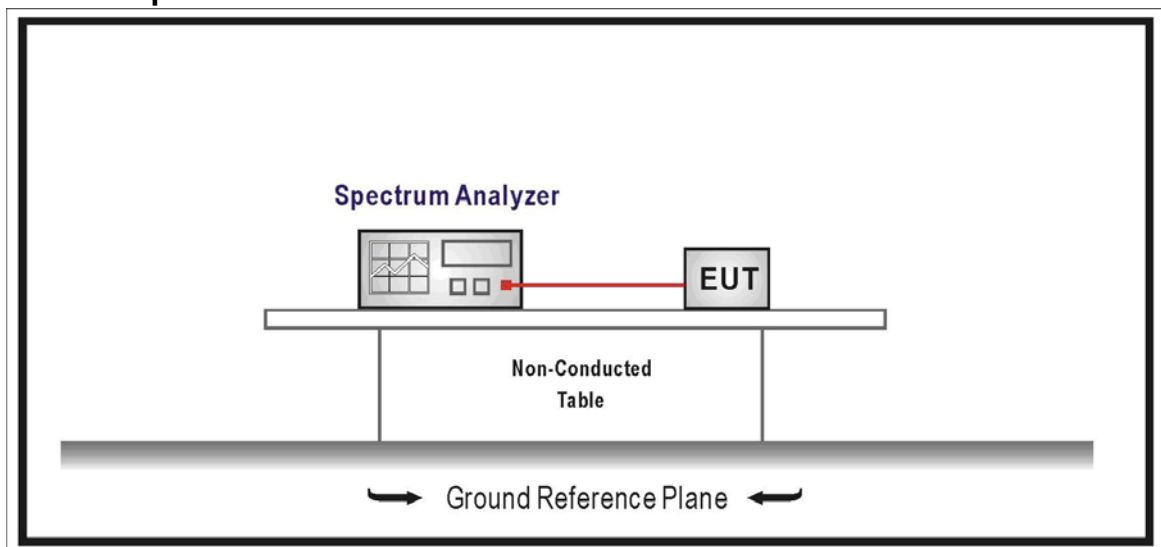 Spectrum Analyzer
EUT
Non-Conducted
Table
Ground Reference Plane